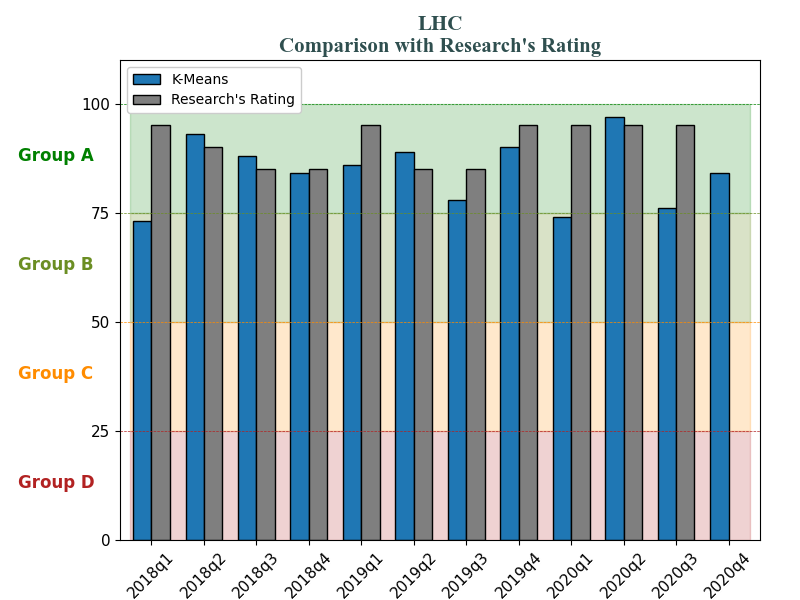 LHC
Comparison with Research's Rating
K-Means
Research's Rating
100
75
50
25
0
Group A
Group B
Group C
Group D
2018q1
2018q2
2018q3
2018q4
2019q1
2019q2
2019q3
2019q4
2020q1
2020q2
2020q3
2020q4